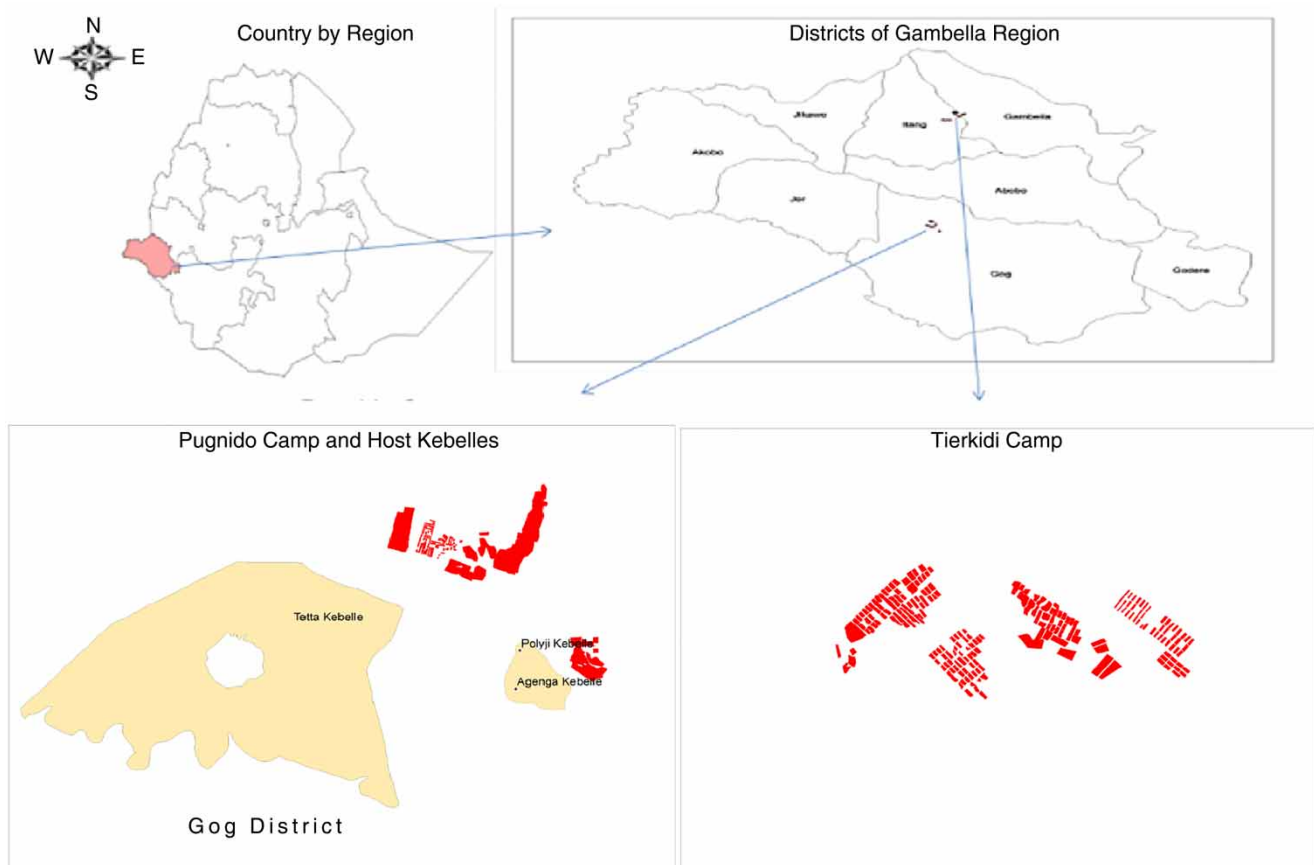 N
W E
S
Country by Region
Districts of Gambella Region
Jikawo
Itang
Gambella
Akobo
Abobo
Jor
Gog
Godere
Pugnido Camp and Host Kebelles
Tierkidi Camp
Tetta Kebelle
Polyji Kebelle
Agenga Kebelle
Gog District